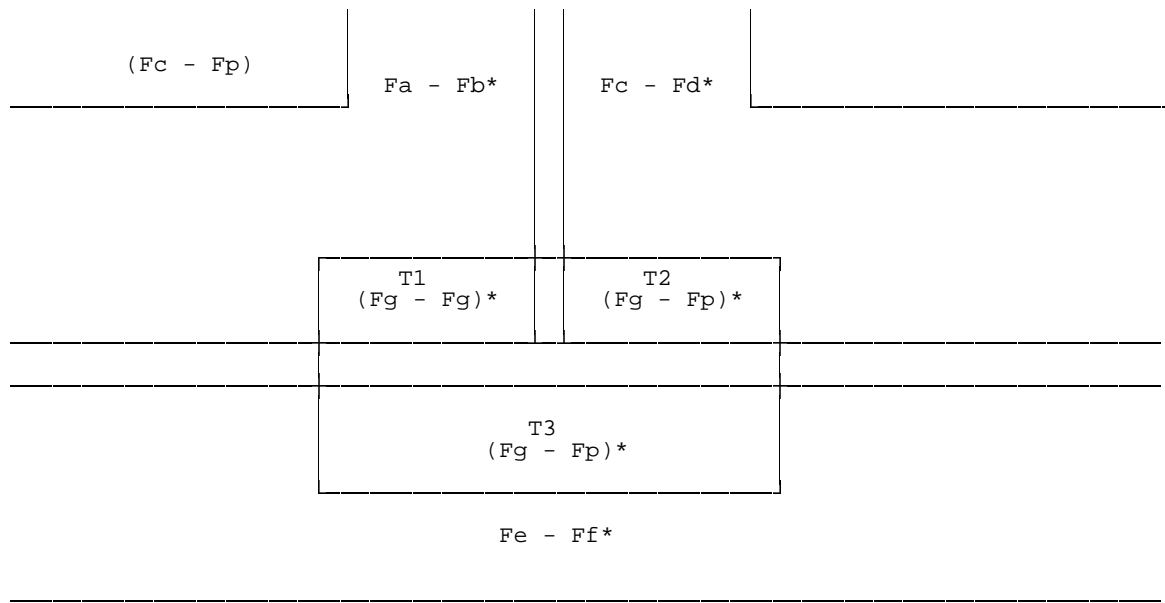 (Fc - Fp)
Fa - Fb* Fc - Fd*
T1 T2
(Fg - Fg)* (Fg - Fp)*
T3
(Fg - Fp)*
Fe - Ff*